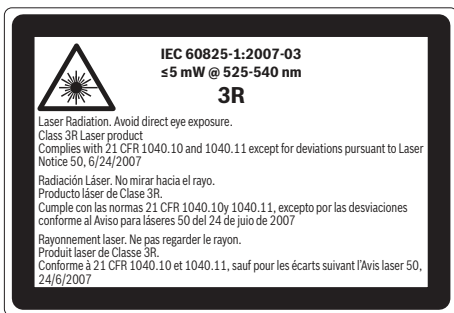 IEC 60825-1:2007-03
≤5 mW @ 525-540 nm
3R
Laser Radiation. Avoid direct eye exposure.
Class 3R Laser product
Complies with 21 CFR 1040.10 and 1040.11 except for deviations pursuant to Laser
Notice 50, 6/24/2007
Radiación Láser. No mirar hacia el rayo.
Producto láser de Clase 3R.
Cumple con las normas 21 CFR 1040.10y 1040.11, excepto por las desviaciones
conforme al Aviso para láseres 50 del 24 de juio de 2007
Rayonnement laser. Ne pas regarder le rayon.
Produit laser de Classe 3R.
Conforme à 21 CFR 1040.10 et 1040.11, sauf pour les écarts suivant l'Avis laser 50,
24/6/2007